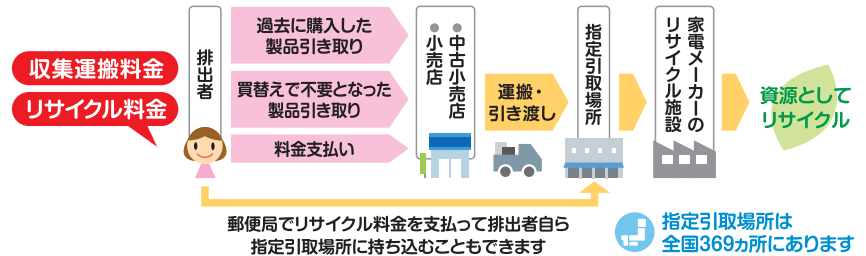 収集運搬料金
リサイクル料金
排出者
過去に購入した
製品引き取り
買替えで不要となった
製品引き取り
料金支払い
・中古小売店
・小売店
運搬・
引き渡し
指定引取場所
家電メーカーの
リサイクル施設
資源として
リサイクル
郵便局でリサイクル料金を支払って排出者自ら
指定引取場所に持ち込むこともできます
指定引取場所は
全国369ヵ所にあります